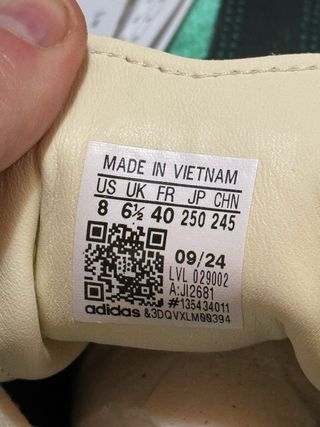 MADE IN VIETNAM
US UK FR JP CHN
8 6½ 40 250 245
09/24
LVL 029002
A:JI2681
#135434011
adidas &3DQVXLM00394